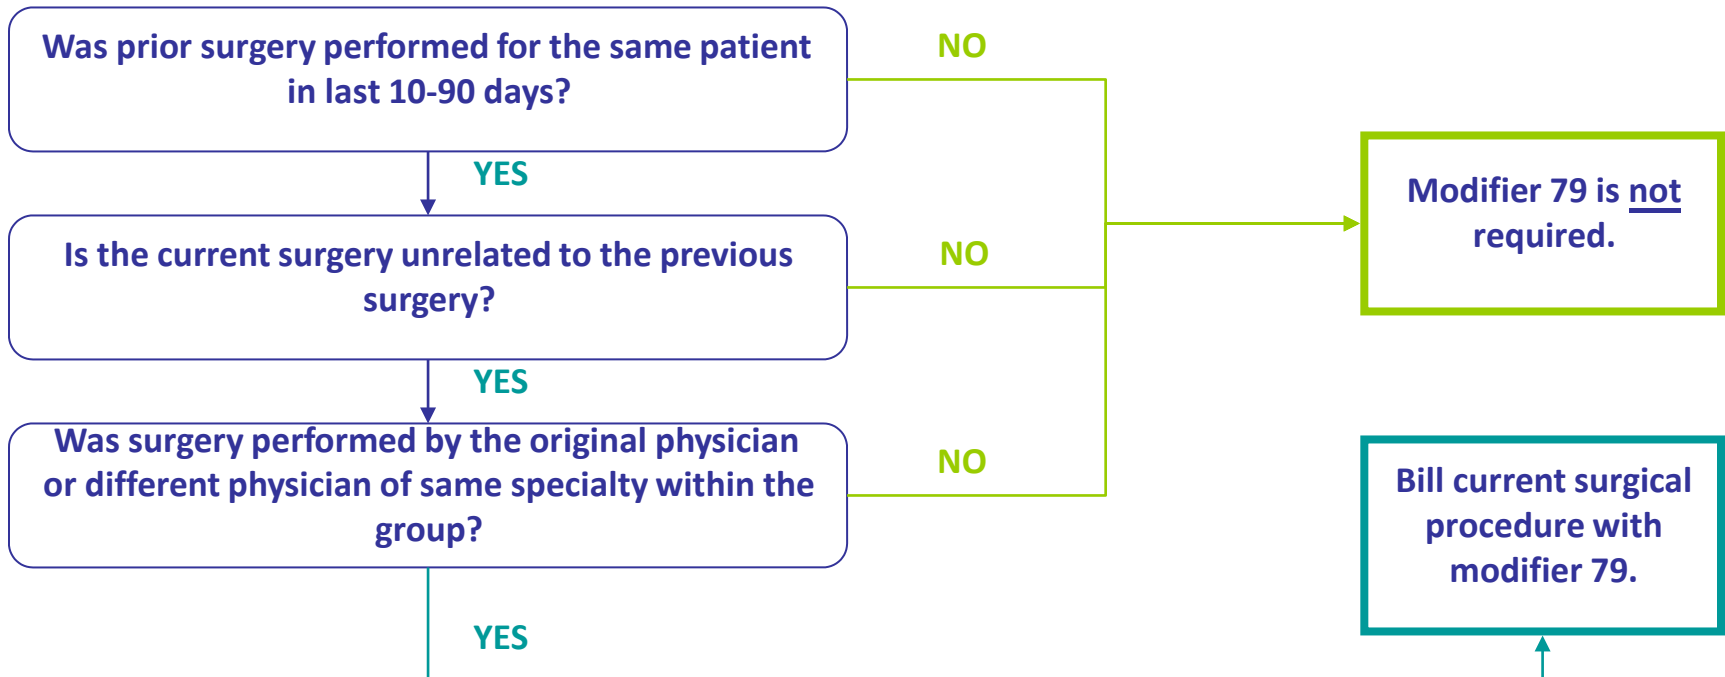 Was prior surgery performed for the same patient
in last 10-90 days?
NO
YES
Modifier 79 is not
required.
Is the current surgery unrelated to the previous
surgery?
NO
YES
Was surgery performed by the original physician
or different physician of same specialty within the
group?
NO
Bill current surgical
procedure with
modifier 79.
YES